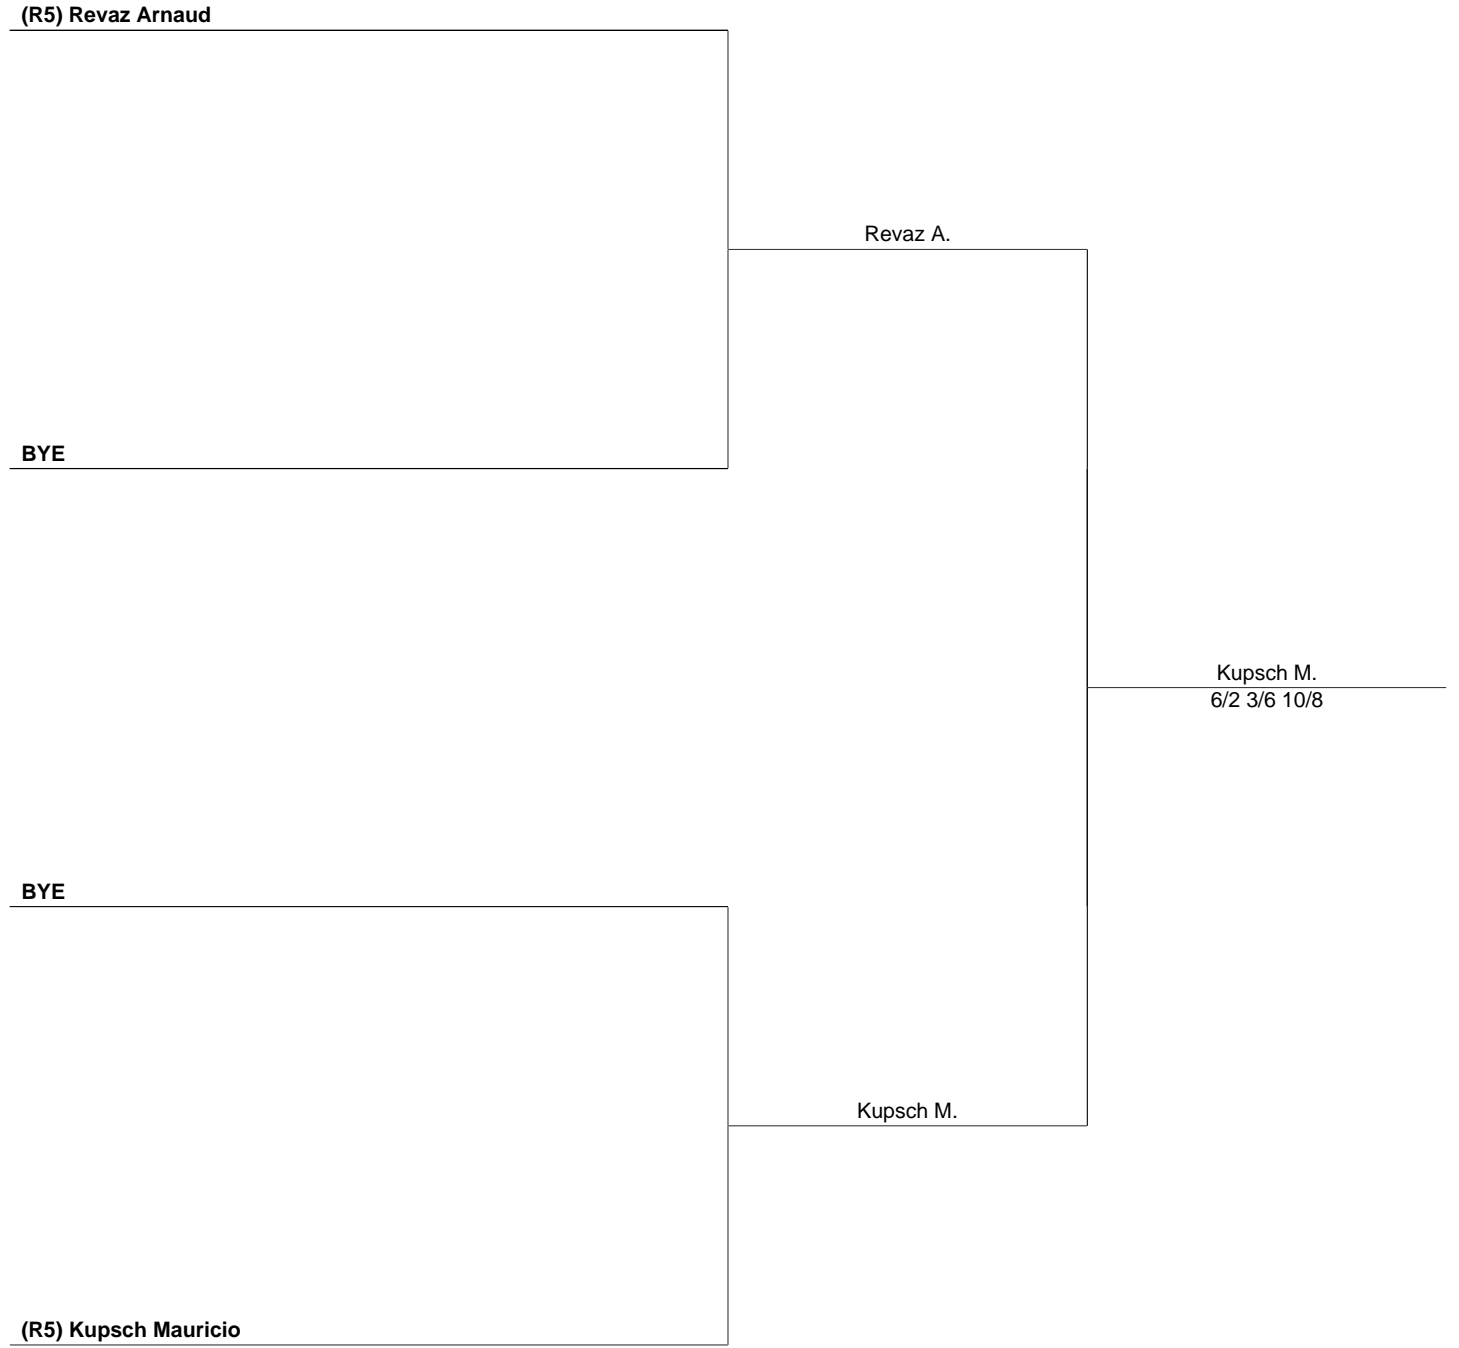 (R5) Revaz Arnaud
Revaz A.
BYE
Kupsch M.
6/2 3/6 10/8
BYE
Kupsch M.
(R5) Kupsch Mauricio